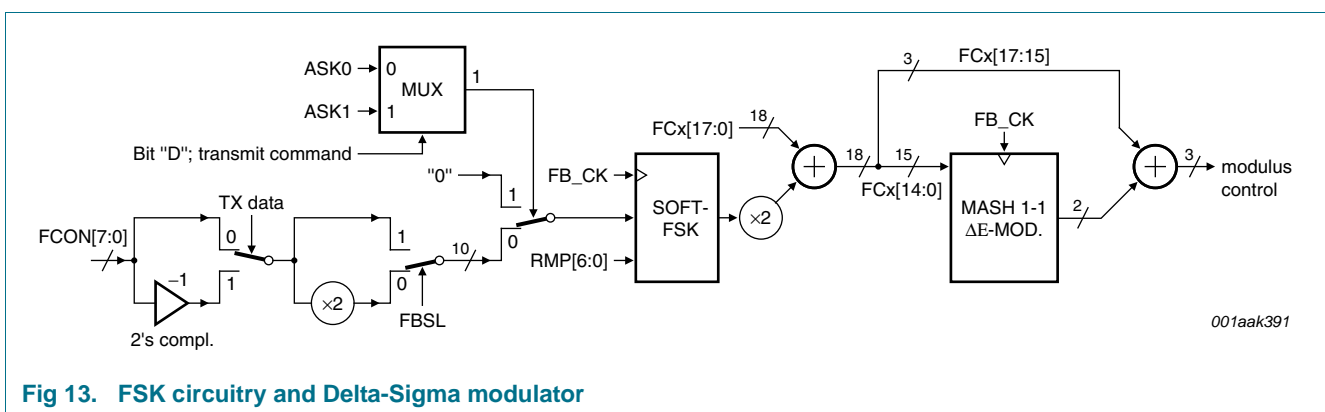 ASK0
0
MUX
1
ASK1
1
Bit "D"; transmit command
"0"
1
0
TX data
FCON[7:0]
0
1
–1
2's compl.
1
0
×2
FBSL
10
FB_CK
SOFT-
FSK
RMP[6:0]
FCx[17:0]
18
×2
18
3
FCx[17:15]
15
FCx[14:0]
FB_CK
MASH 1-1
ΔE-MOD.
2
3
modulus
control
001aak391
Fig 13. FSK circuitry and Delta-Sigma modulator